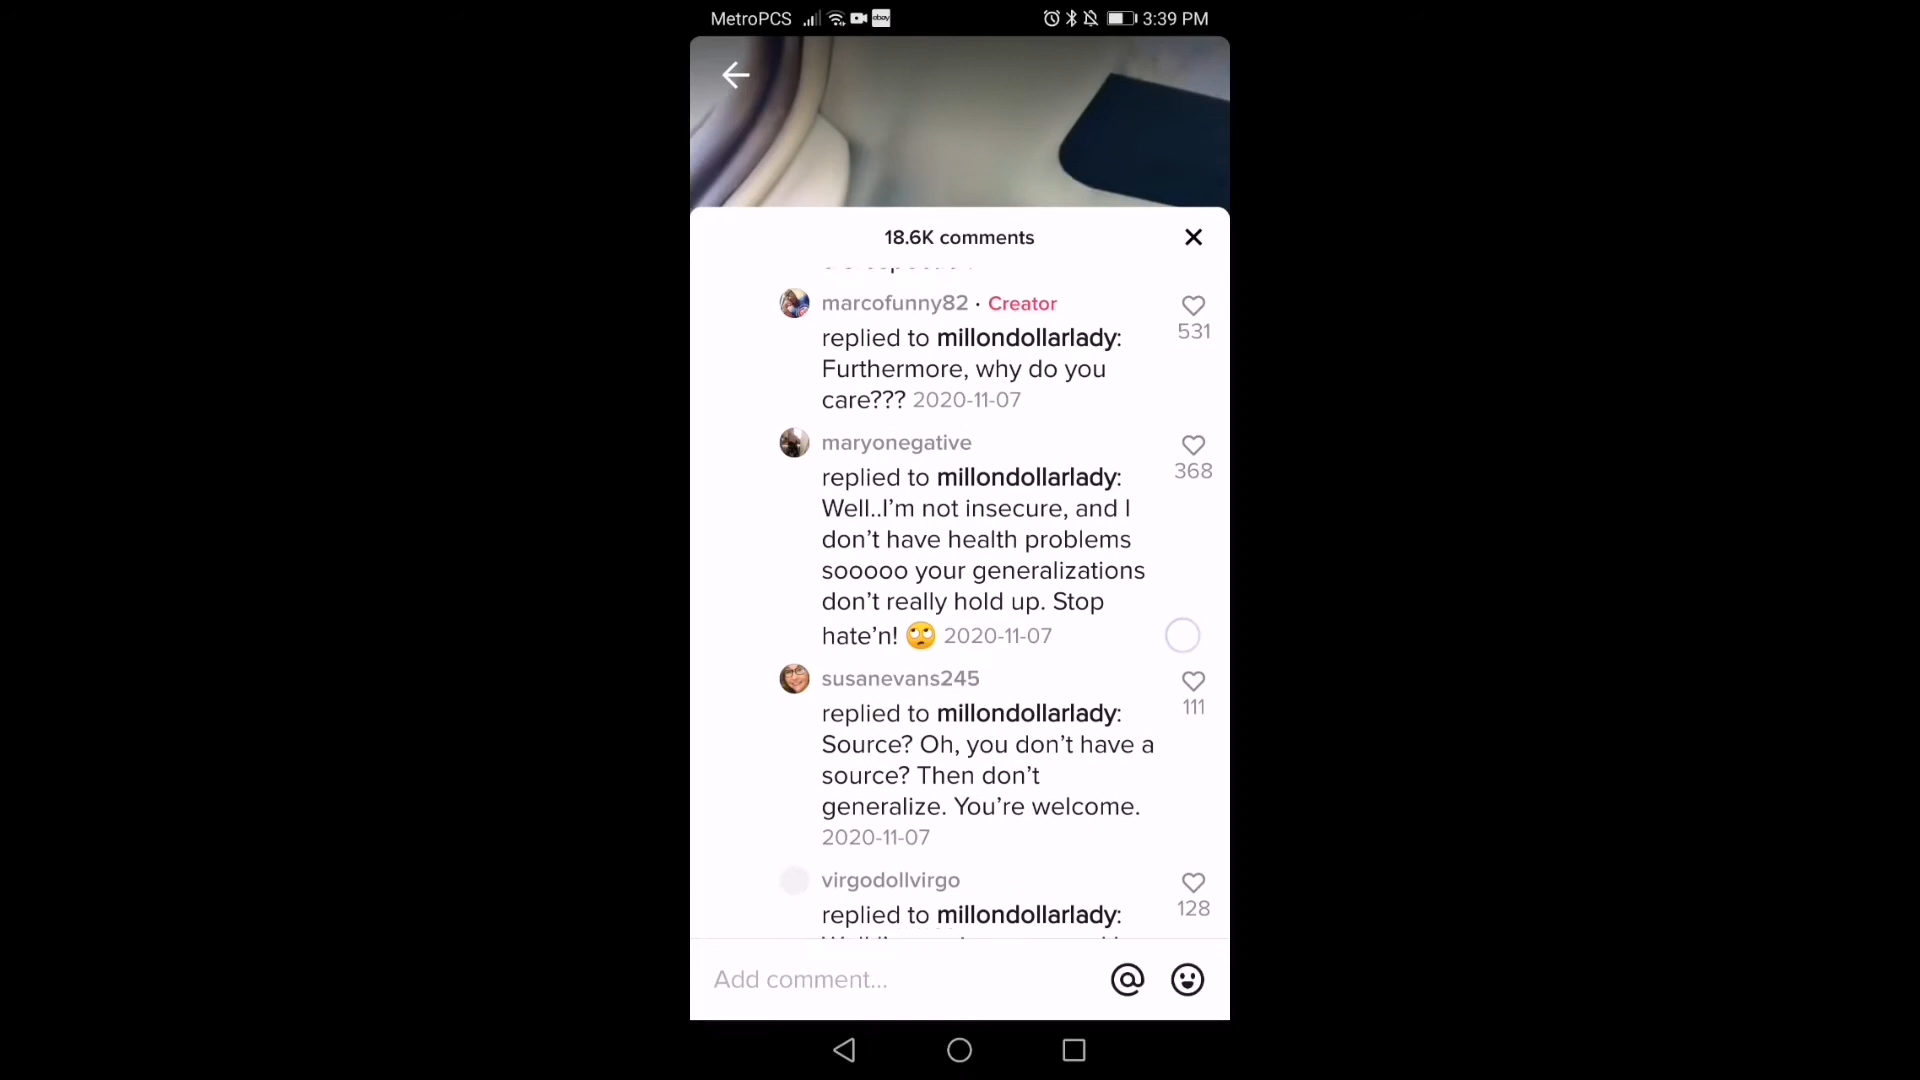 MetroPCS ebay 3:39 PM
18.6K comments
marcofunny82 · Creator
replied to millondollarlady:
Furthermore, why do you
care??? 2020-11-07
531
maryonegative
replied to millondollarlady:
Well..I'm not insecure, and I
don't have health problems
sooooo your generalizations
don't really hold up. Stop
hate'n! 🙄 2020-11-07
368
susanevans245
replied to millondollarlady:
Source? Oh, you don't have a
source? Then don't
generalize. You're welcome.
2020-11-07
111
virgodollvirgo
replied to millondollarlady:
128
Add comment...